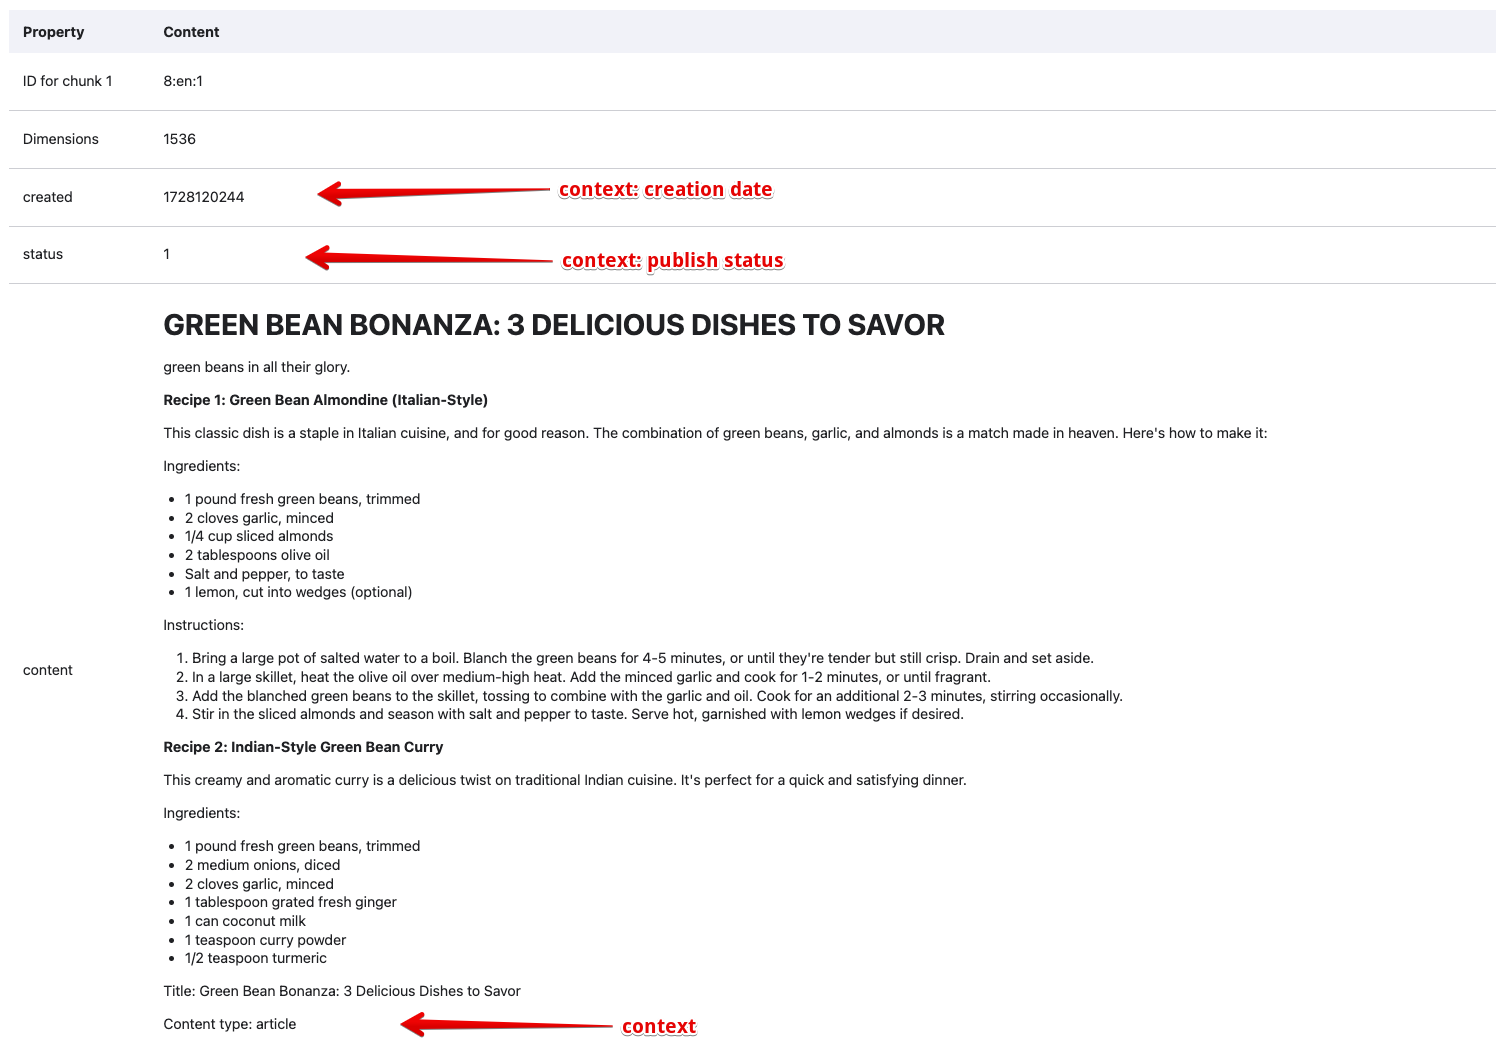 Property Content
ID for chunk 1 8:en:1
Dimensions 1536
created 1728120244 context: creation date
status 1 context: publish status
content
GREEN BEAN BONANZA: 3 DELICIOUS DISHES TO SAVOR
green beans in all their glory.
Recipe 1: Green Bean Almondine (Italian-Style)
This classic dish is a staple in Italian cuisine, and for good reason. The combination of green beans, garlic, and almonds is a match made in heaven. Here's how to make it:
Ingredients:
• 1 pound fresh green beans, trimmed
• 2 cloves garlic, minced
• 1/4 cup sliced almonds
• 2 tablespoons olive oil
• Salt and pepper, to taste
• 1 lemon, cut into wedges (optional)
Instructions:
1. Bring a large pot of salted water to a boil. Blanch the green beans for 4-5 minutes, or until they're tender but still crisp. Drain and set aside.
2. In a large skillet, heat the olive oil over medium-high heat. Add the minced garlic and cook for 1-2 minutes, or until fragrant.
3. Add the blanched green beans to the skillet, tossing to combine with the garlic and oil. Cook for an additional 2-3 minutes, stirring occasionally.
4. Stir in the sliced almonds and season with salt and pepper to taste. Serve hot, garnished with lemon wedges if desired.
Recipe 2: Indian-Style Green Bean Curry
This creamy and aromatic curry is a delicious twist on traditional Indian cuisine. It's perfect for a quick and satisfying dinner.
Ingredients:
• 1 pound fresh green beans, trimmed
• 2 medium onions, diced
• 2 cloves garlic, minced
• 1 tablespoon grated fresh ginger
• 1 can coconut milk
• 1 teaspoon curry powder
• 1/2 teaspoon turmeric
Title: Green Bean Bonanza: 3 Delicious Dishes to Savor
Content type: article context